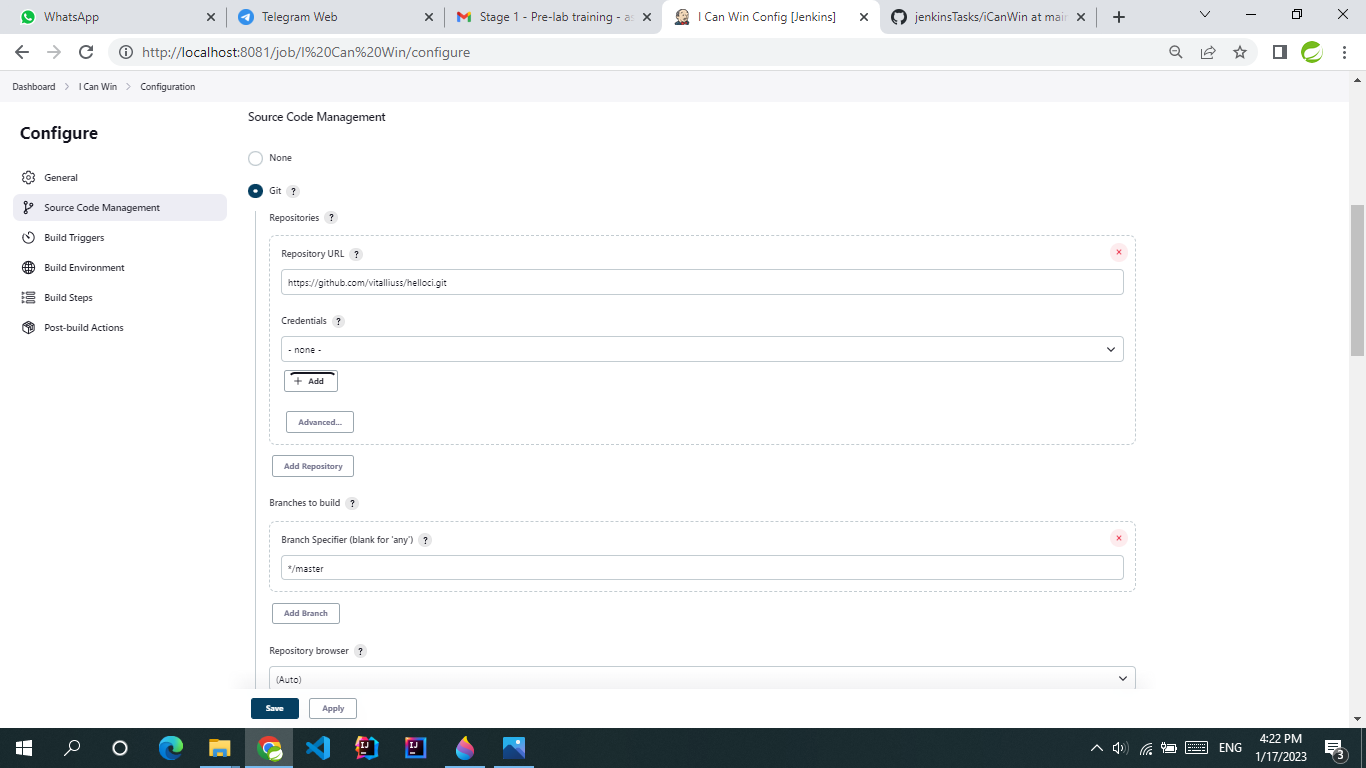 WhatsApp
Telegram Web
Stage 1 - Pre-lab training - as
I Can Win Config [Jenkins]
jenkinsTasks/iCanWin at main
http://localhost:8081/job/I%20Can%20Win/configure
Dashboard > I Can Win > Configuration
Configure
General
Source Code Management
Build Triggers
Build Environment
Build Steps
Post-build Actions
Source Code Management
None
Git ?
Repositories ?
Repository URL ?
https://github.com/vitalliuss/helloci.git
Credentials ?
- none -
+ Add
Advanced...
Add Repository
Branches to build ?
Branch Specifier (blank for 'any') ?
*/master
Add Branch
Repository browser ?
(Auto)
Save
Apply
ENG
4:22 PM
1/17/2023
3